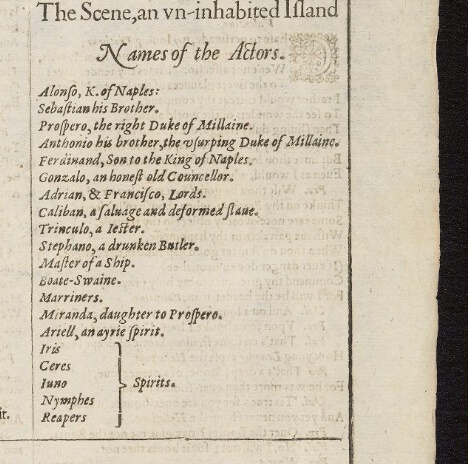 The Scene, an vn-inhabited Iſland
Names of the Actors.
Alonſo, K. of Naples:
Sebaſtian his Brother.
Proſpero, the right Duke of Millaine.
Anthonio his brother, the vſurping Duke of Millaine.
Ferdinand, Son to the King of Naples.
Gonzalo, an honeſt old Councellor.
Adrian, & Franciſco, Lords.
Caliban, a ſaluage and deformed ſlaue.
Trinculo, a Ieſter.
Stephano, a drunken Butler.
Maſter of a Ship.
Boate-Swaine.
Marriners.
Miranda, daughter to Proſpero.
Ariell, an ayrie ſpirit.
Iris
Ceres
Iuno } Spirits.
Nymphes
Reapers
it.